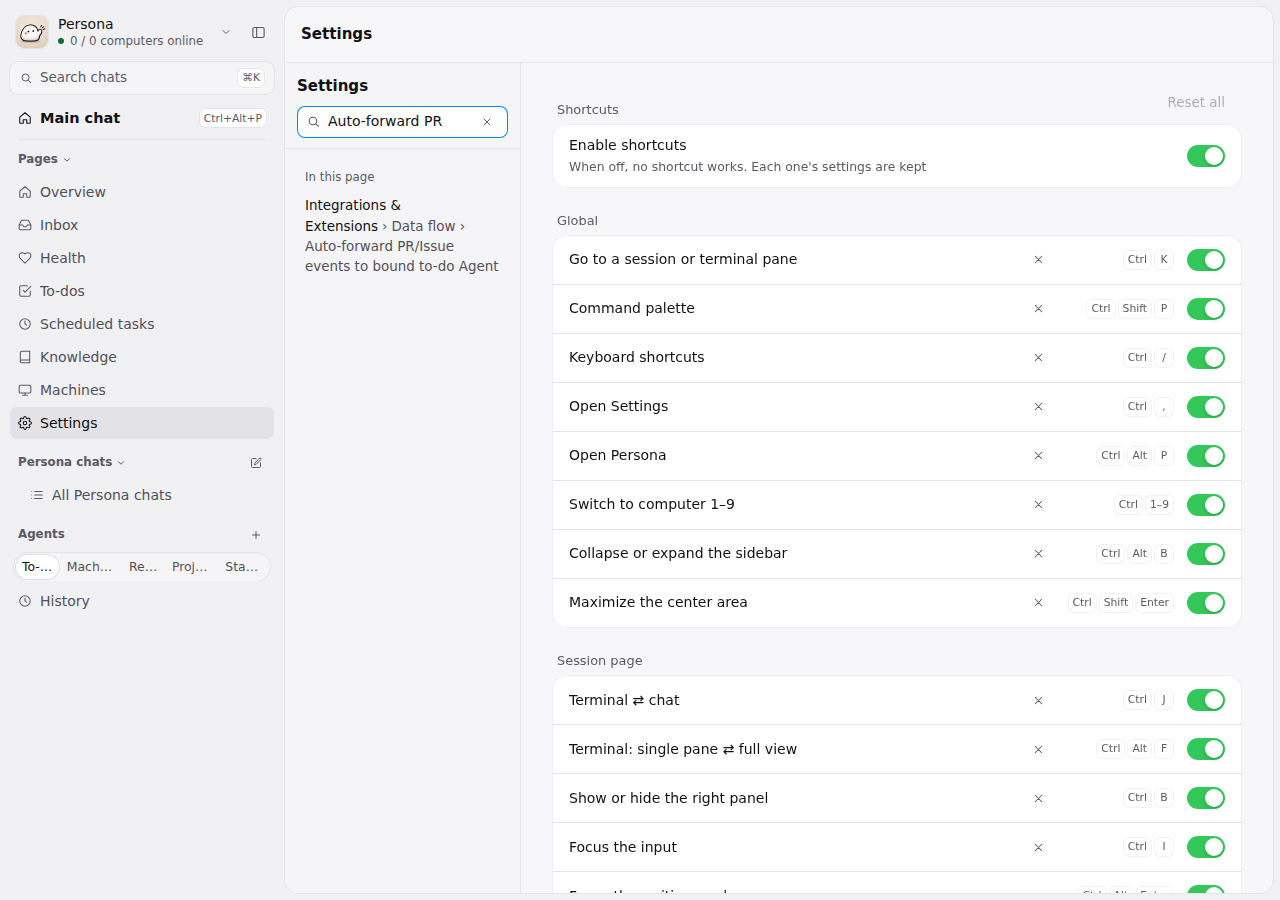 Persona
0 / 0 computers online
Search chats
⌘K
Main chat
Ctrl+Alt+P
Pages
Overview
Inbox
Health
To-dos
Scheduled tasks
Knowledge
Machines
Settings
Persona chats
All Persona chats
Agents
To-...
Mach...
Re...
Proj...
Sta...
History
Settings
Settings
Auto-forward PR
In this page
Integrations &
Extensions › Data flow ›
Auto-forward PR/Issue
events to bound to-do Agent
Reset all
Shortcuts
Enable shortcuts
When off, no shortcut works. Each one's settings are kept
Global
Go to a session or terminal pane
Ctrl K
Command palette
Ctrl Shift P
Keyboard shortcuts
Ctrl /
Open Settings
Ctrl ,
Open Persona
Ctrl Alt P
Switch to computer 1–9
Ctrl 1–9
Collapse or expand the sidebar
Ctrl Alt B
Maximize the center area
Ctrl Shift Enter
Session page
Terminal ⇄ chat
Ctrl J
Terminal: single pane ⇄ full view
Ctrl Alt F
Show or hide the right panel
Ctrl B
Focus the input
Ctrl I